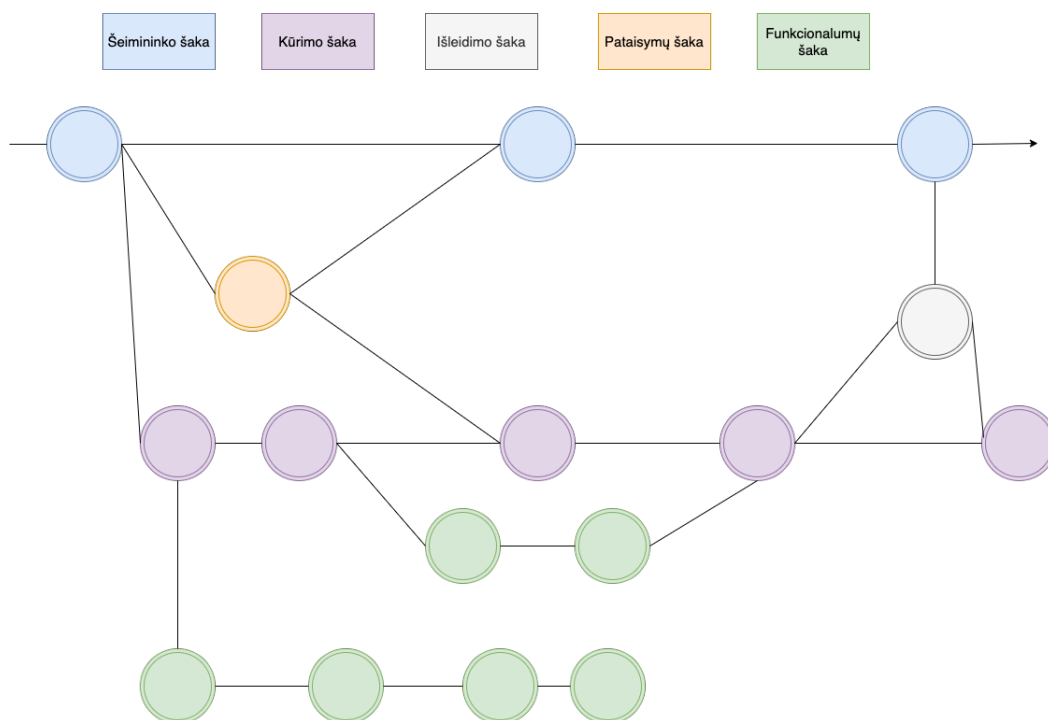 Šeimininko šaka
Kūrimo šaka
Išleidimo šaka
Pataisymų šaka
Funkcionalumų
šaka